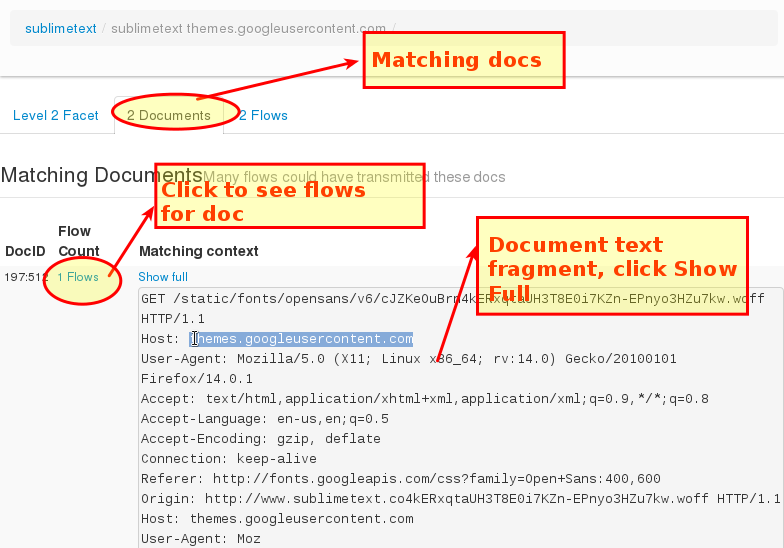 sublimetext / sublimetext themes.googleusercontent.com /
Matching docs
Level 2 Facet
2 Documents
2 Flows
Matching Documents Many flows could have transmitted these docs
Click to see flows
for doc
DocID
Flow
Count
Matching context
Document text
fragment, click Show
Full
197:512
1 Flows
Show full
GET /static/fonts/opensans/v6/cJZKeOuBrn4kERxqtaUH3T8E0i7KZn-EPnyo3HZu7kw.woff
HTTP/1.1
Host: themes.googleusercontent.com
User-Agent: Mozilla/5.0 (X11; Linux x86_64; rv:14.0) Gecko/20100101
Firefox/14.0.1
Accept: text/html,application/xhtml+xml,application/xml;q=0.9,*/*;q=0.8
Accept-Language: en-us,en;q=0.5
Accept-Encoding: gzip, deflate
Connection: keep-alive
Referer: http://fonts.googleapis.com/css?family=Open+Sans:400,600
Origin: http://www.sublimetext.co4kERxqtaUH3T8E0i7KZn-EPnyo3HZu7kw.woff HTTP/1.1
Host: themes.googleusercontent.com
User-Agent: Moz